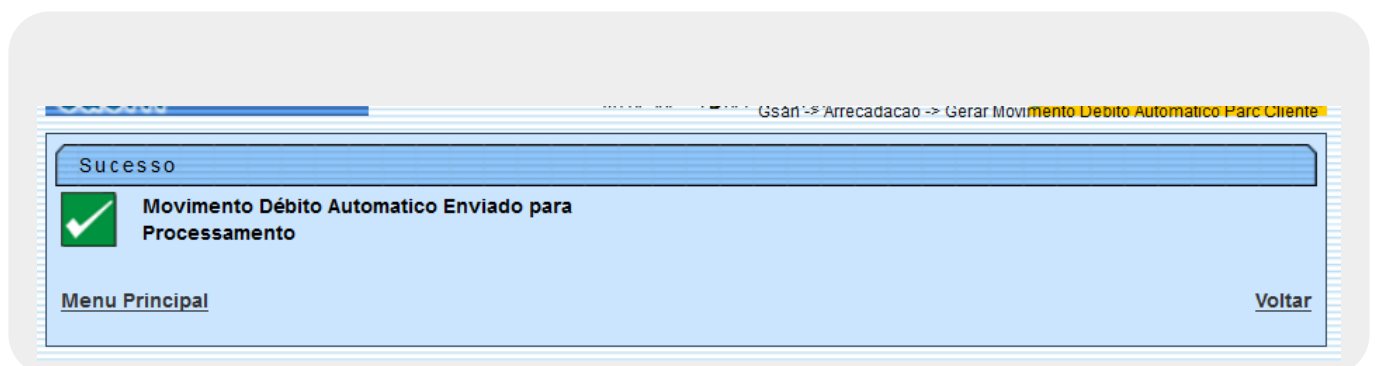 Gsan -> Arrecadacao -> Gerar Movimento Debito Automatico Parc Cliente
Sucesso
Movimento Débito Automatico Enviado para
Processamento
Menu Principal
Voltar